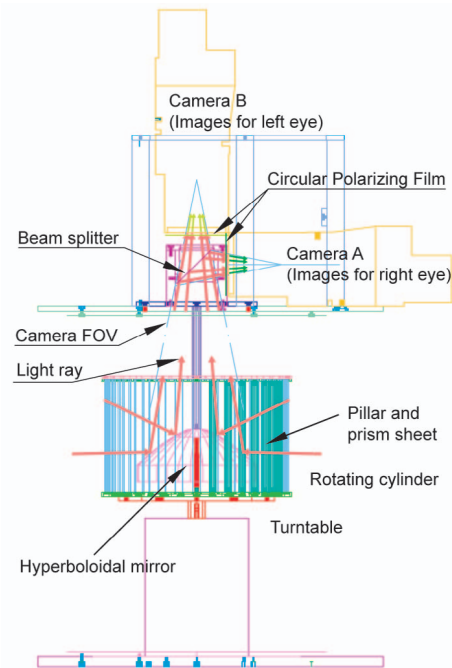 Camera B
(Images for left eye)
Circular Polarizing Film
Beam splitter
Camera A
(Images for right eye)
Camera FOV
Light ray
Pillar and
prism sheet
Rotating cylinder
Turntable
Hyperboloidal mirror